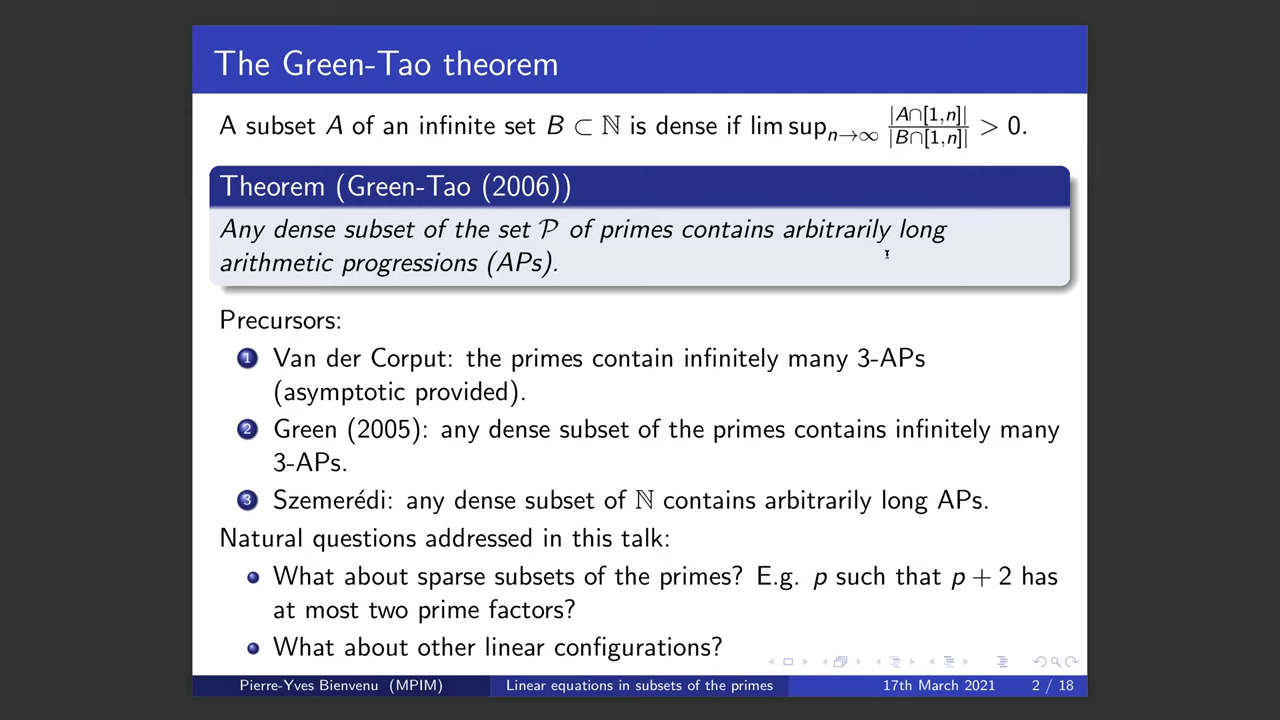 The Green-Tao theorem
A subset A of an infinite set B ⊂ ℕ is dense if lim sup_{n→∞} |A∩[1,n]| / |B∩[1,n]| > 0.
Theorem (Green-Tao (2006))
Any dense subset of the set 𝒫 of primes contains arbitrarily long
arithmetic progressions (APs).
Precursors:
1 Van der Corput: the primes contain infinitely many 3-APs
(asymptotic provided).
2 Green (2005): any dense subset of the primes contains infinitely many
3-APs.
3 Szemerédi: any dense subset of ℕ contains arbitrarily long APs.
Natural questions addressed in this talk:
What about sparse subsets of the primes? E.g. p such that p + 2 has
at most two prime factors?
What about other linear configurations?
Pierre-Yves Bienvenu (MPIM) Linear equations in subsets of the primes 17th March 2021 2 / 18